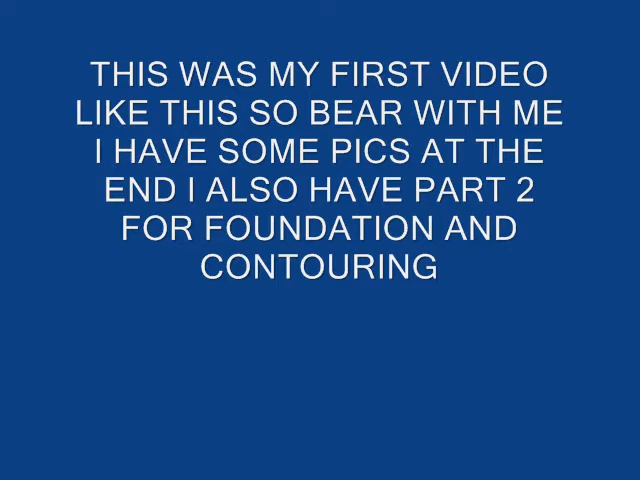 THIS WAS MY FIRST VIDEO
LIKE THIS SO BEAR WITH ME
I HAVE SOME PICS AT THE
END I ALSO HAVE PART 2
FOR FOUNDATION AND
CONTOURING